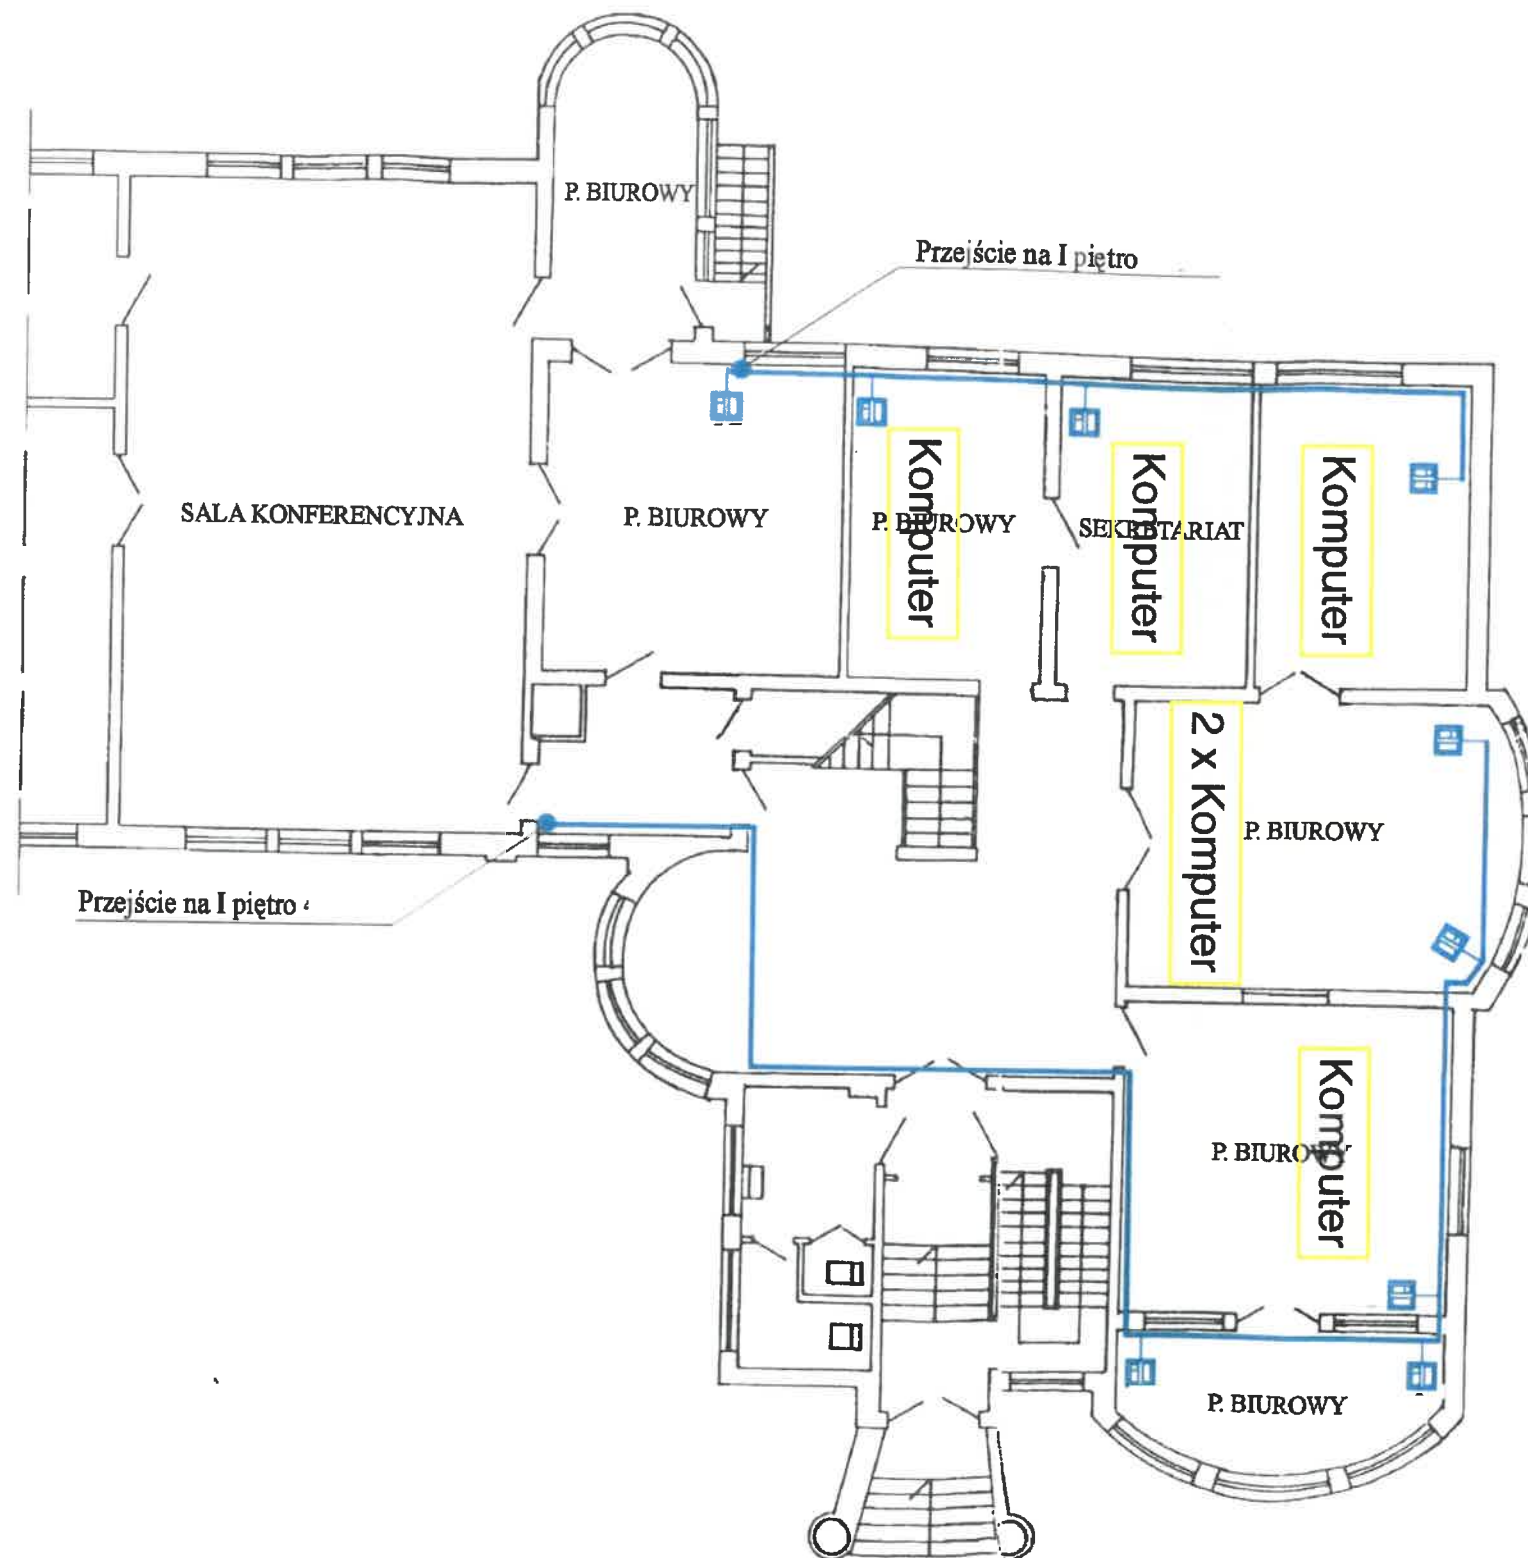 P. BIUROWY
Przejście na I piętro
SALA KONFERENCYJNA
P. BIUROWY
P. BIUROWY
Komputer
SEKRETARIAT
Komputer
Komputer
2 x Komputer
P. BIUROWY
Przejście na I piętro
P. BIUROWY
Komputer
P. BIUROWY